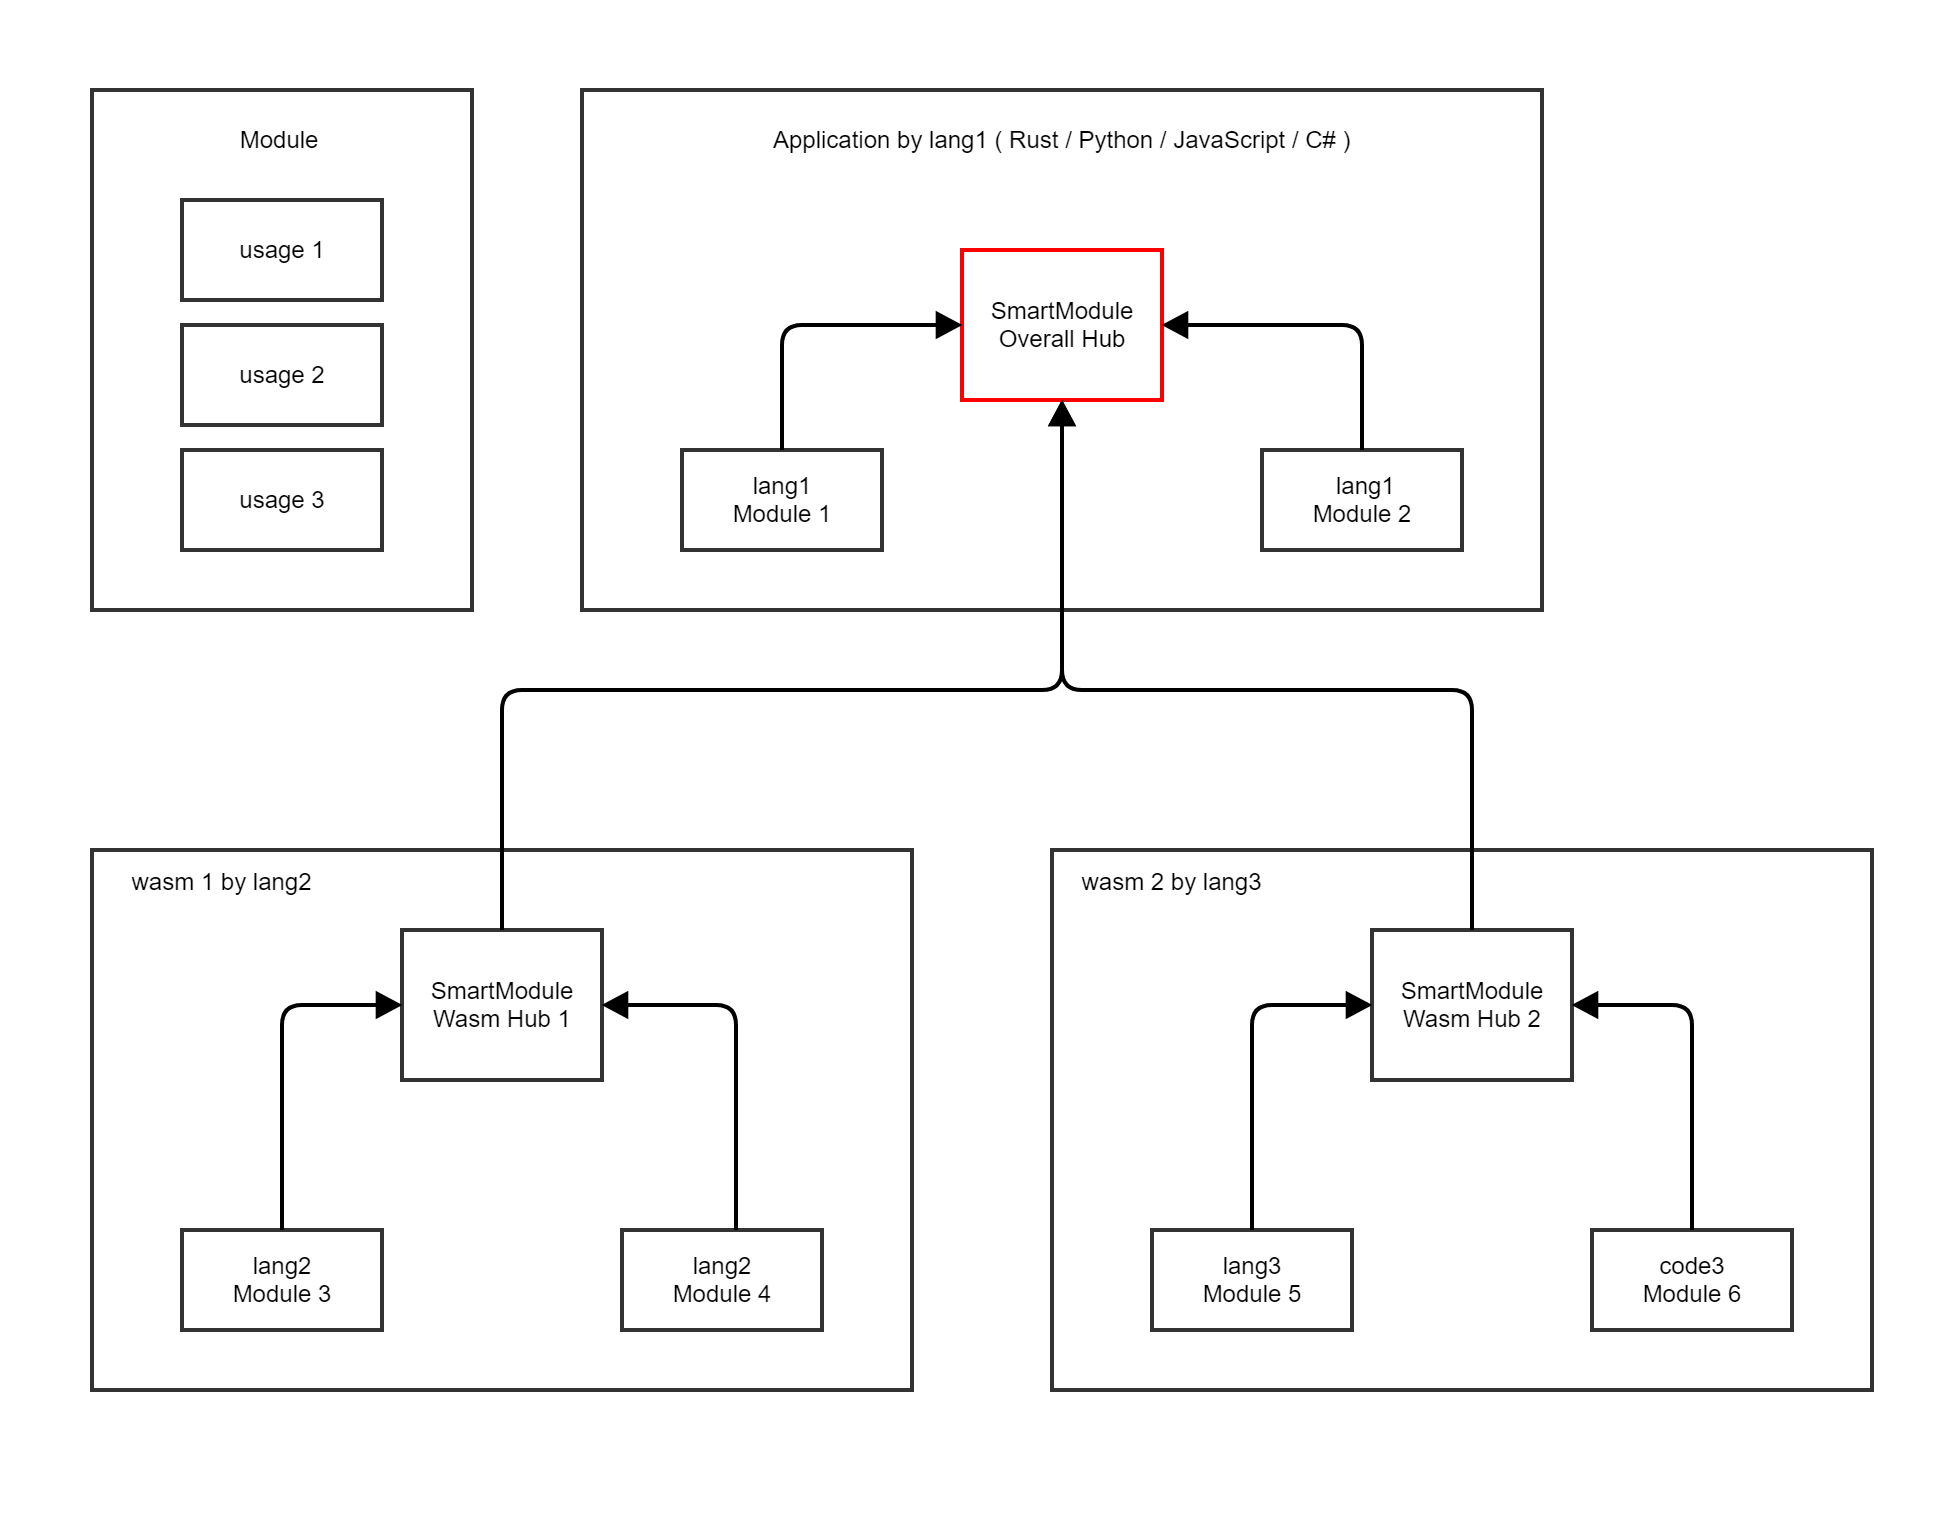 Module
usage 1
usage 2
usage 3
Application by lang1 ( Rust / Python / JavaScript / C# )
SmartModule
Overall Hub
lang1
Module 1
lang1
Module 2
wasm 1 by lang2
SmartModule
Wasm Hub 1
lang2
Module 3
lang2
Module 4
wasm 2 by lang3
SmartModule
Wasm Hub 2
lang3
Module 5
code3
Module 6